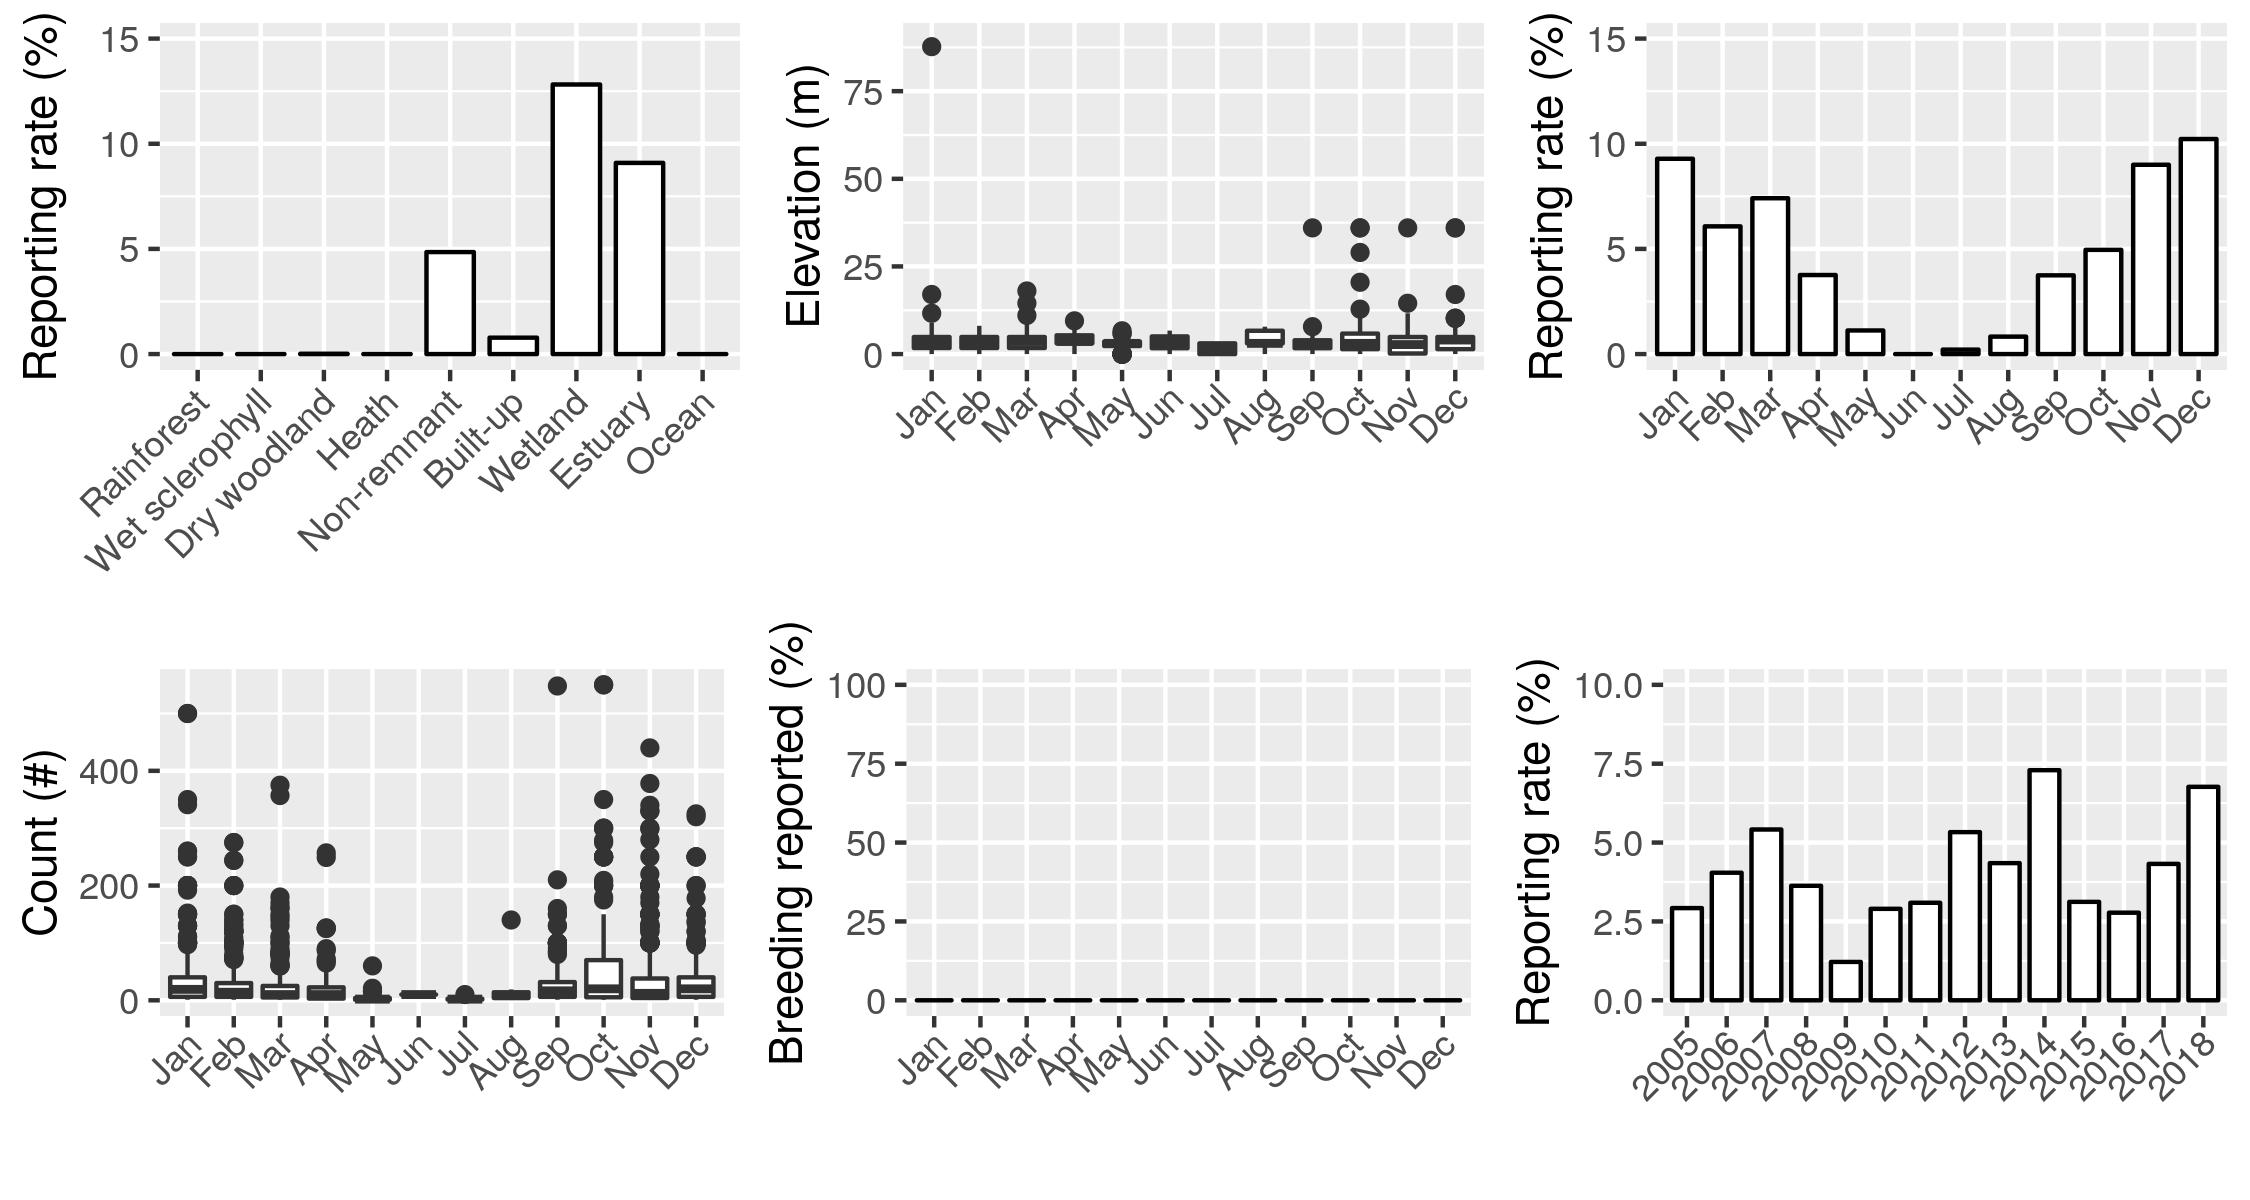 Reporting rate (%)
15
10
5
0
Rainforest
Wet sclerophyll
Dry woodland
Heath
Non-remnant
Built-up
Wetland
Estuary
Ocean
Elevation (m)
75
50
25
0
Jan
Feb
Mar
Apr
May
Jun
Jul
Aug
Sep
Oct
Nov
Dec
Reporting rate (%)
15
10
5
0
Jan
Feb
Mar
Apr
May
Jun
Jul
Aug
Sep
Oct
Nov
Dec
Count (#)
400
200
0
Jan
Feb
Mar
Apr
May
Jun
Jul
Aug
Sep
Oct
Nov
Dec
Breeding reported (%)
100
75
50
25
0
Jan
Feb
Mar
Apr
May
Jun
Jul
Aug
Sep
Oct
Nov
Dec
Reporting rate (%)
10.0
7.5
5.0
2.5
0.0
2005
2006
2007
2008
2009
2010
2011
2012
2013
2014
2015
2016
2017
2018